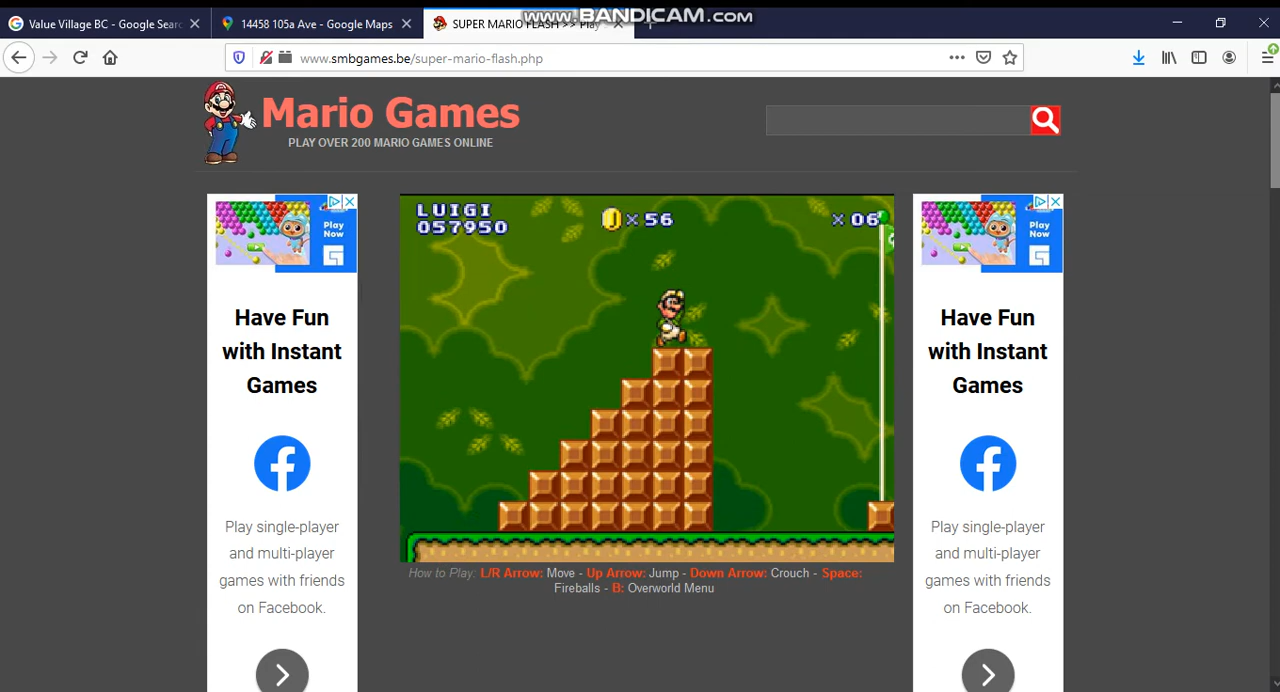 www.BANDICAM.com
Value Village BC - Google Sear
14458 105a Ave - Google Maps
SUPER MARIO FLASH >> Play
www.smbgames.be/super-mario-flash.php
Mario Games
PLAY OVER 200 MARIO GAMES ONLINE
Play
Now
Have Fun
with Instant
Games
Play single-player
and multi-player
games with friends
on Facebook.
LUIGI
057950
× 56
× 06
How to Play: L/R Arrow: Move - Up Arrow: Jump - Down Arrow: Crouch - Space:
Fireballs - B: Overworld Menu
Play
Now
Have Fun
with Instant
Games
Play single-player
and multi-player
games with friends
on Facebook.